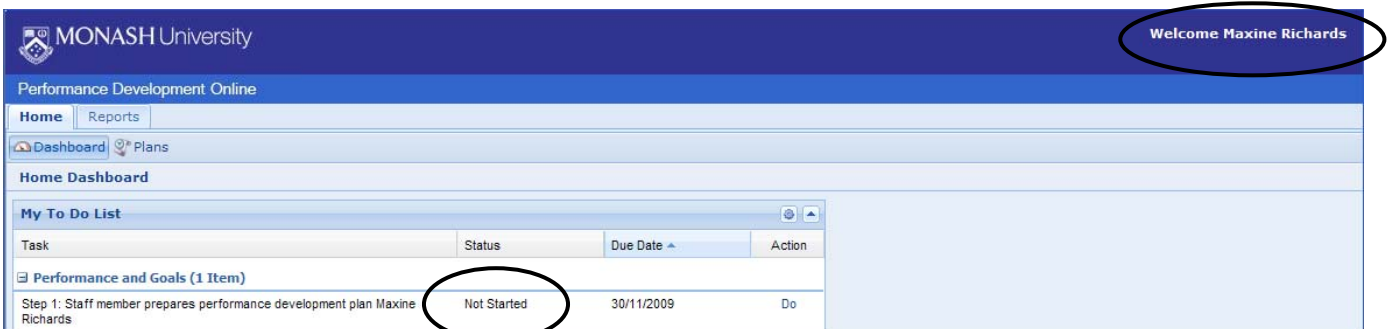 MONASH University
Welcome Maxine Richards
Performance Development Online
Home Reports
Dashboard Plans
Home Dashboard
My To Do List
Task Status Due Date Action
Performance and Goals (1 Item)
Step 1: Staff member prepares performance development plan Maxine Not Started 30/11/2009 Do
Richards